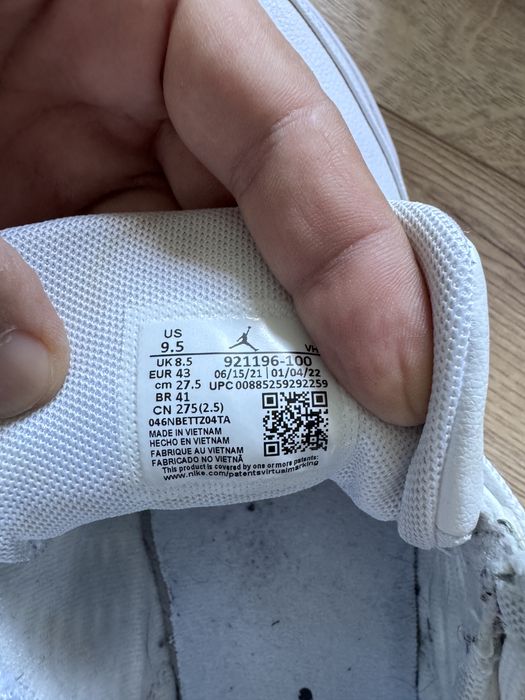 US
9.5 VN
UK 8.5 921196-100
EUR 43 06/15/21 | 01/04/22
cm 27.5 UPC 00885259292259
BR 41
CN 275(2.5)
046NBETTZ04TA
MADE IN VIETNAM
HECHO EN VIETNAM
FABRIQUE AU VIETNAM
FABRICADO NO VIETNÃ
This product is covered by one or more patents:
www.nike.com/patentsvirtualmarking